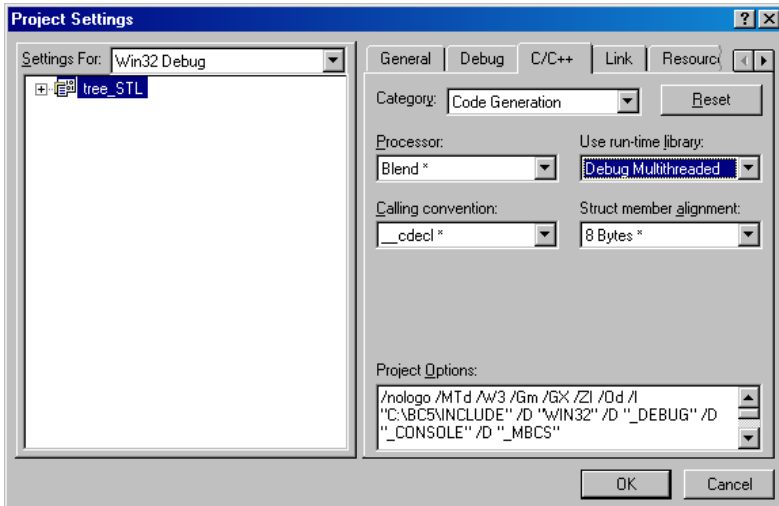 Project Settings
Settings For: Win32 Debug
tree_STL
General Debug C/C++ Link Resourc
Category: Code Generation Reset
Processor: Use run-time library:
Blend * Debug Multithreaded
Calling convention: Struct member alignment:
__cdecl * 8 Bytes *
Project Options:
/nologo /MTd /W3 /Gm /GX /ZI /Od /I
"C:\BC5\INCLUDE" /D "WIN32" /D "_DEBUG" /D
"_CONSOLE" /D "_MBCS"
OK Cancel